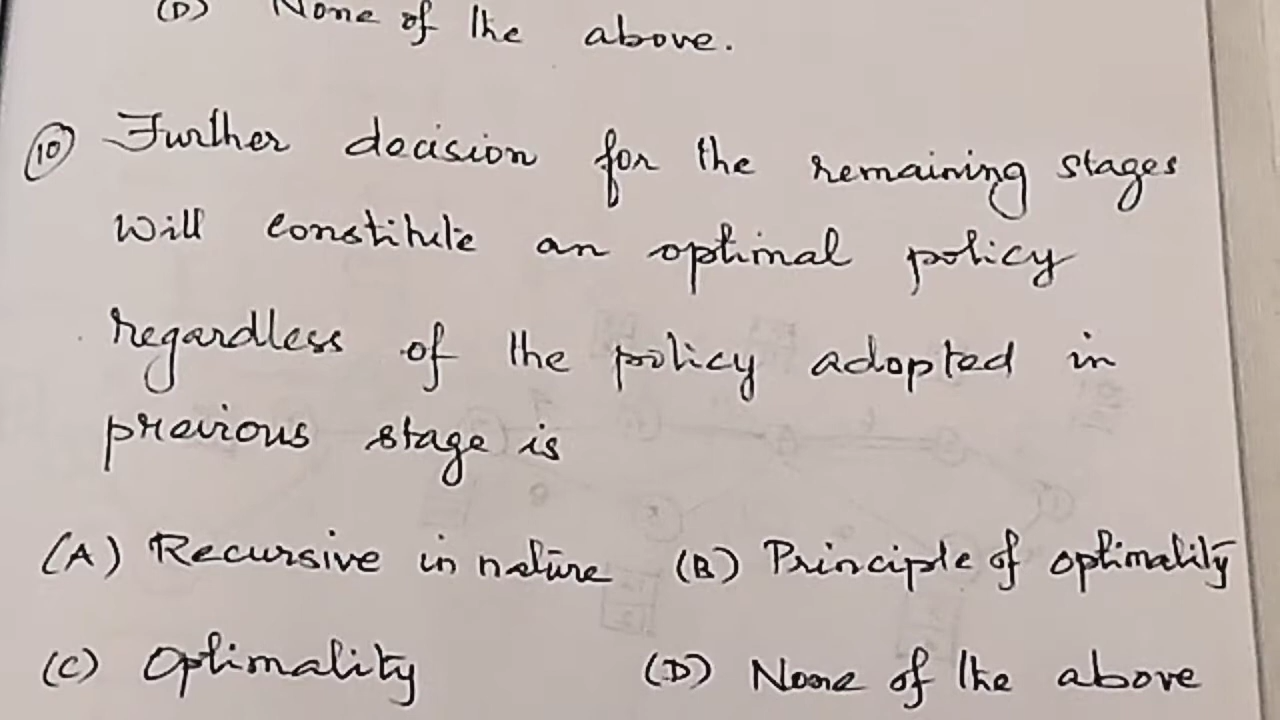 (D) None of the above.
(10) Further decision for the remaining stages
will constitute an optimal policy
regardless of the policy adopted in
previous stage is
(A) Recursive in nature (B) Principle of optimality
(C) Optimality (D) None of the above